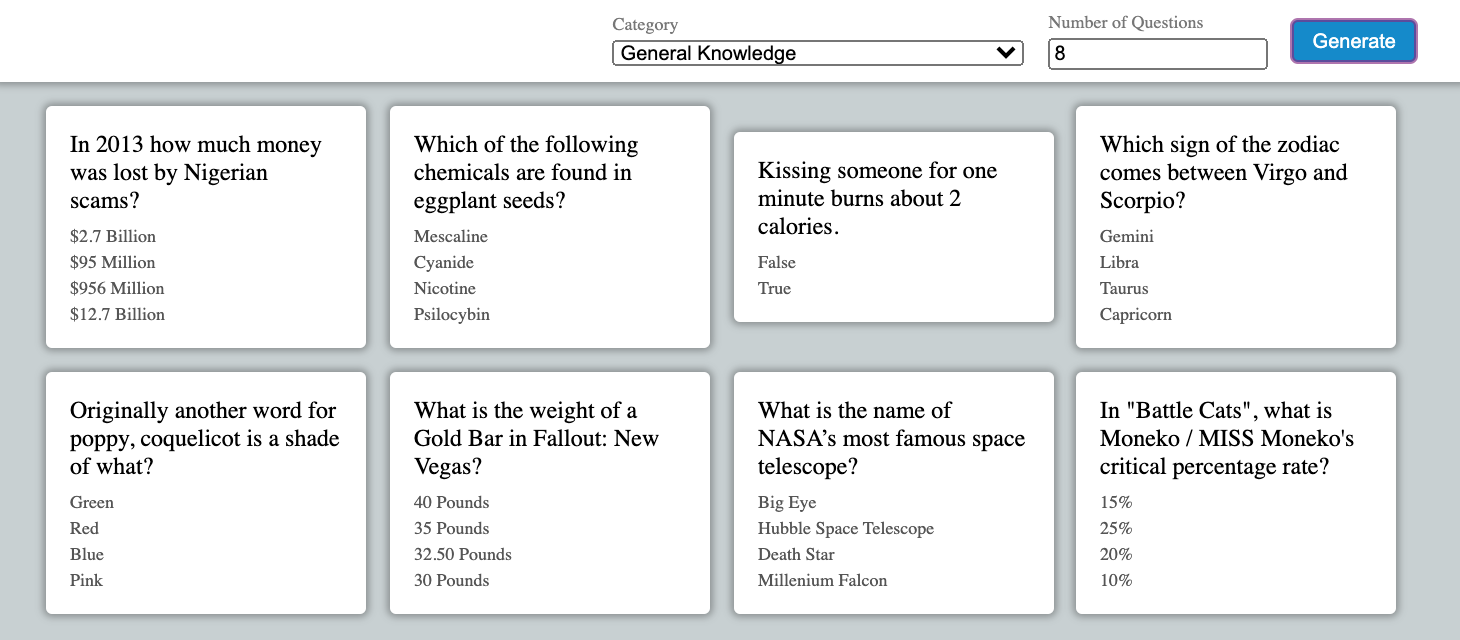 Category
General Knowledge
Number of Questions
8
Generate
In 2013 how much money
was lost by Nigerian
scams?
$2.7 Billion
$95 Million
$956 Million
$12.7 Billion
Which of the following
chemicals are found in
eggplant seeds?
Mescaline
Cyanide
Nicotine
Psilocybin
Kissing someone for one
minute burns about 2
calories.
False
True
Which sign of the zodiac
comes between Virgo and
Scorpio?
Gemini
Libra
Taurus
Capricorn
Originally another word for
poppy, coquelicot is a shade
of what?
Green
Red
Blue
Pink
What is the weight of a
Gold Bar in Fallout: New
Vegas?
40 Pounds
35 Pounds
32.50 Pounds
30 Pounds
What is the name of
NASA’s most famous space
telescope?
Big Eye
Hubble Space Telescope
Death Star
Millenium Falcon
In "Battle Cats", what is
Moneko / MISS Moneko's
critical percentage rate?
15%
25%
20%
10%